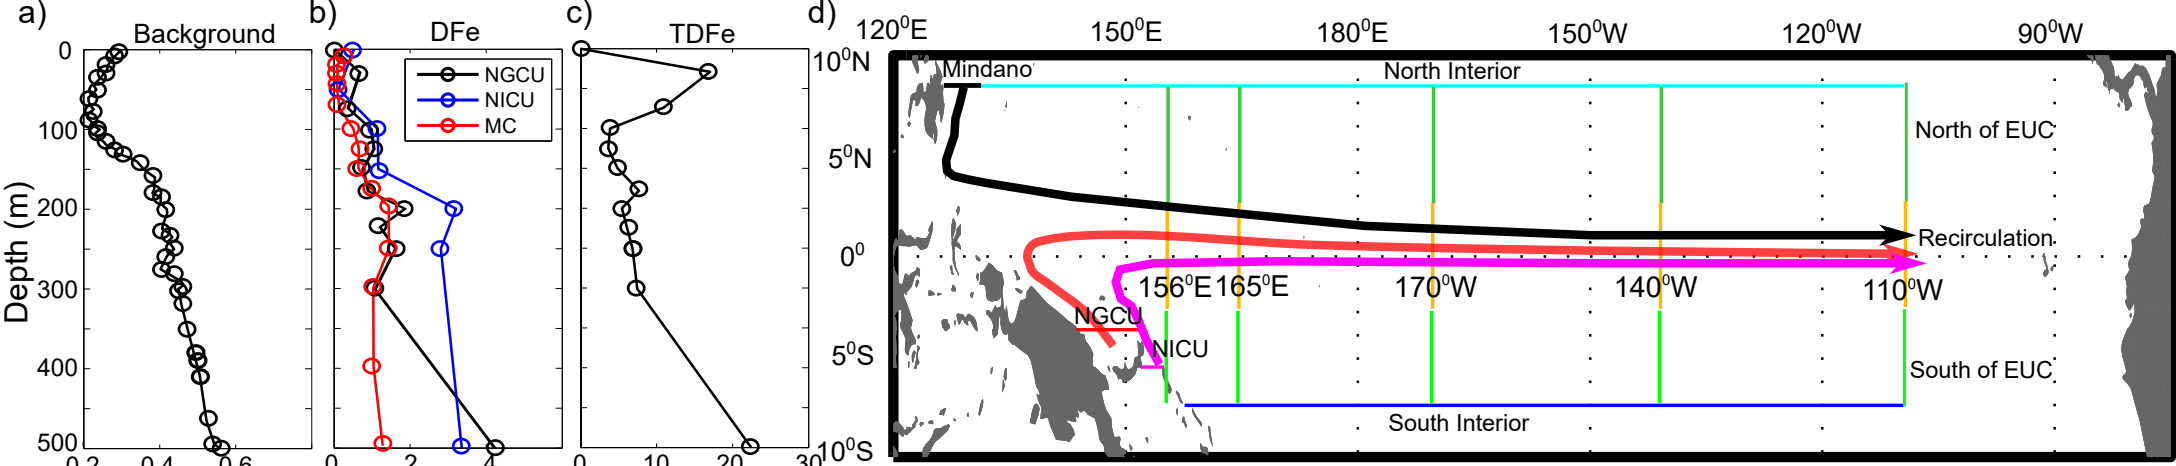 a)
Background
0
100
200
300
400
500
Depth (m)
0.2
0.4
0.6
b)
DFe
NGCU
NICU
MC
0
2
4
c)
TDFe
0
10
20
30
d)
120⁰E
150⁰E
180⁰E
150⁰W
120⁰W
90⁰W
10⁰N
5⁰N
0⁰
5⁰S
10⁰S
Mindano
North Interior
North of EUC
Recirculation
156⁰E
165⁰E
170⁰W
140⁰W
110⁰W
NGCU
NICU
South of EUC
South Interior